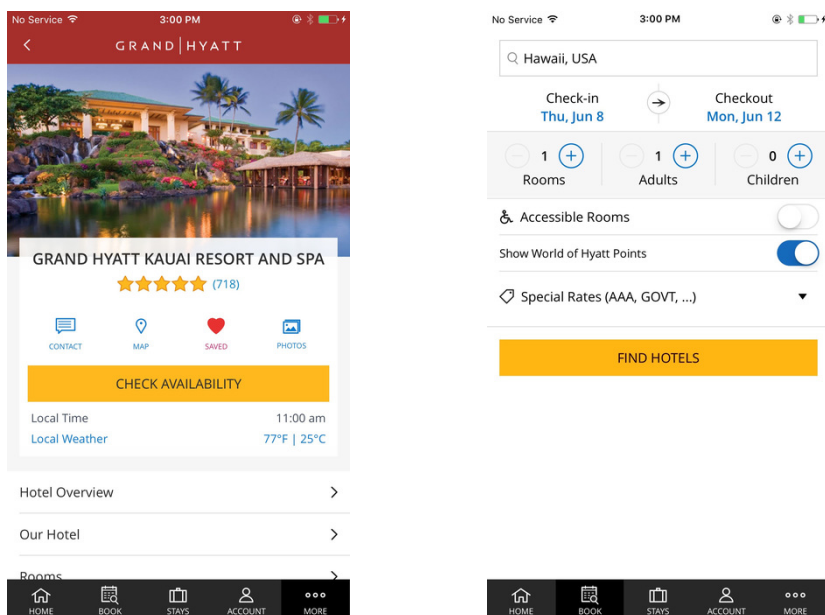 No Service 3:00 PM
GRAND HYATT
GRAND HYATT KAUAI RESORT AND SPA
(718)
CONTACT MAP SAVED PHOTOS
CHECK AVAILABILITY
Local Time 11:00 am
Local Weather 77°F | 25°C
Hotel Overview
Our Hotel
Rooms
HOME BOOK STAYS ACCOUNT MORE
No Service 3:00 PM
Hawaii, USA
Check-in Checkout
Thu, Jun 8 Mon, Jun 12
1 1 0
Rooms Adults Children
Accessible Rooms
Show World of Hyatt Points
Special Rates (AAA, GOVT, ...)
FIND HOTELS
HOME BOOK STAYS ACCOUNT MORE